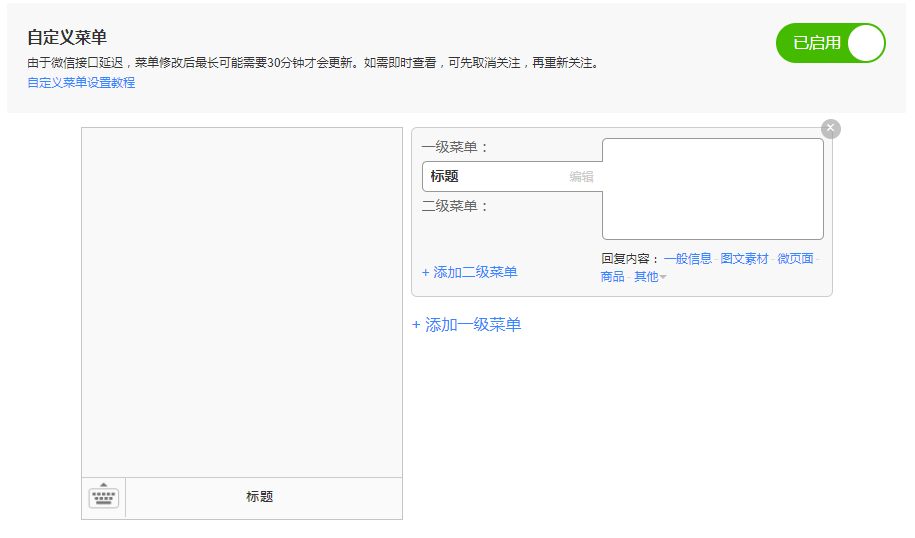 自定义菜单
已启用
由于微信接口延迟，菜单修改后最长可能需要30分钟才会更新。如需即时查看，可先取消关注，再重新关注。
自定义菜单设置教程
一级菜单：
标题 编辑
二级菜单：
+ 添加二级菜单
回复内容： 一般信息 - 图文素材 - 微页面 -
商品 - 其他
+ 添加一级菜单
标题